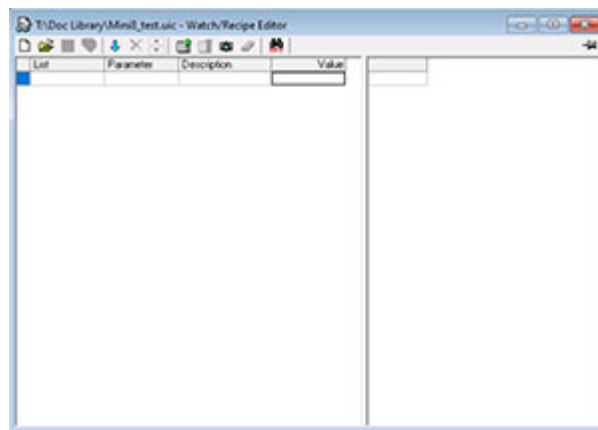 T:\Doc Library\Mini8_test.uic - Watch/Recipe Editor
List Parameter Description Value